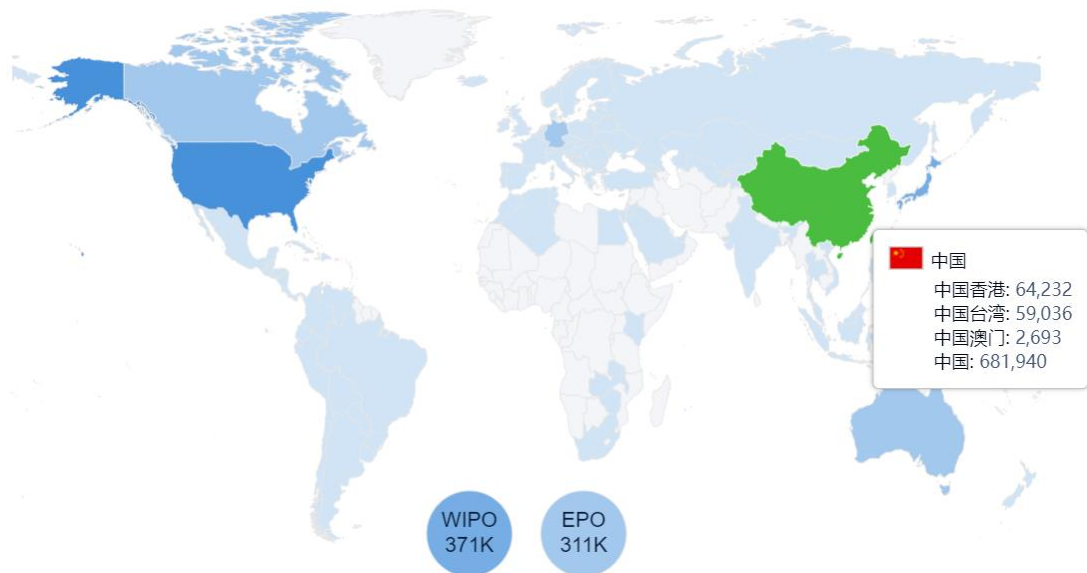 中国
中国香港: 64,232
中国台湾: 59,036
中国澳门: 2,693
中国: 681,940
WIPO
371K
EPO
311K